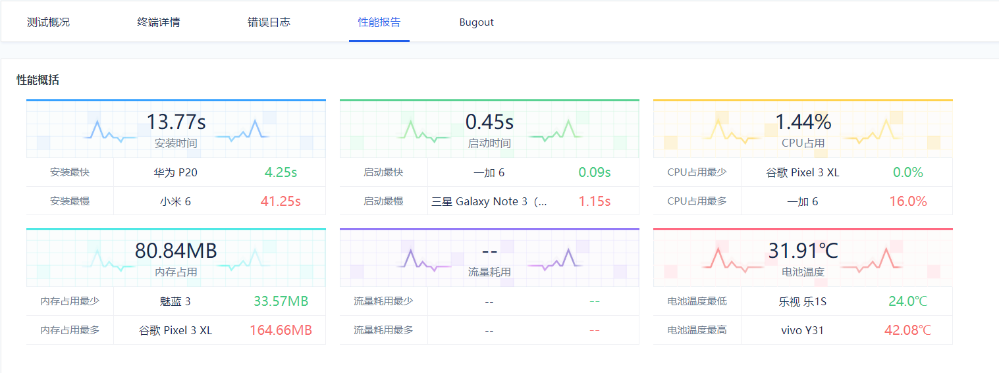 测试概况 终端详情 错误日志 性能报告 Bugout
性能概括
13.77s
安装时间
安装最快 华为 P20 4.25s
安装最慢 小米 6 41.25s
0.45s
启动时间
启动最快 一加 6 0.09s
启动最慢 三星 Galaxy Note 3（... 1.15s
1.44%
CPU占用
CPU占用最少 谷歌 Pixel 3 XL 0.0%
CPU占用最多 一加 6 16.0%
80.84MB
内存占用
内存占用最少 魅蓝 3 33.57MB
内存占用最多 谷歌 Pixel 3 XL 164.66MB
--
流量耗用
流量耗用最少 -- --
流量耗用最多 -- --
31.91℃
电池温度
电池温度最低 乐视 乐1S 24.0℃
电池温度最高 vivo Y31 42.08℃